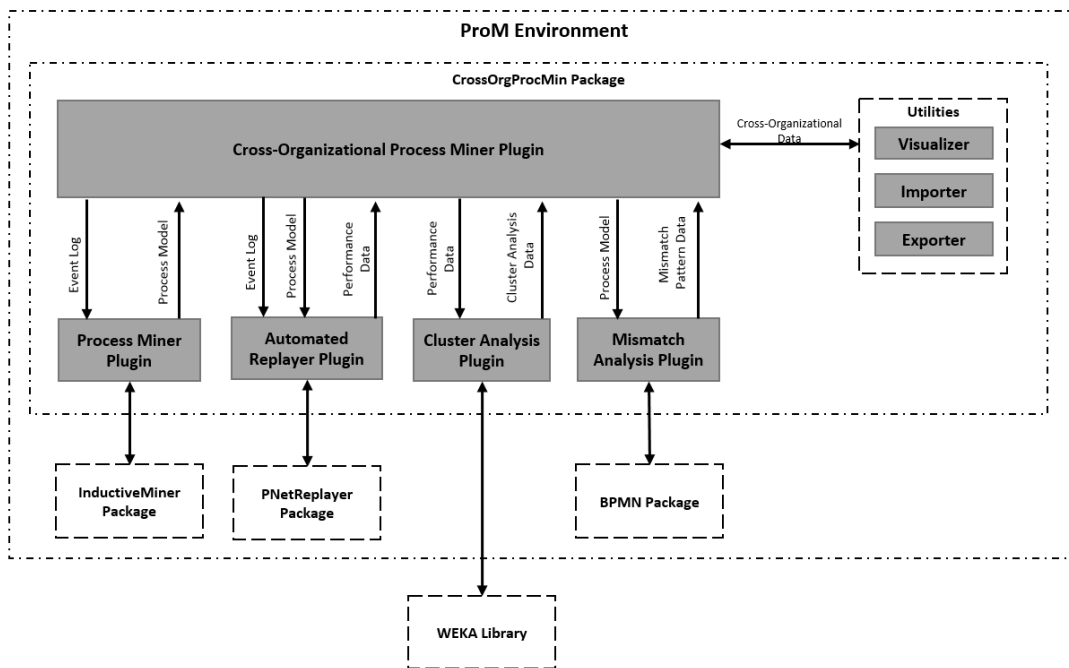 ProM Environment
CrossOrgProcMin Package
Cross-Organizational Process Miner Plugin
Cross-Organizational
Data
Utilities
Visualizer
Importer
Exporter
Event Log
Process Model
Event Log
Process Model
Performance
Data
Performance
Data
Cluster Analysis
Data
Process Model
Mismatch
Pattern Data
Process Miner
Plugin
Automated
Replayer Plugin
Cluster Analysis
Plugin
Mismatch
Analysis Plugin
InductiveMiner
Package
PNetReplayer
Package
BPMN Package
WEKA Library